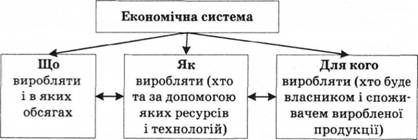 Економічна система
Що
виробляти
і в яких
обсягах
Як
виробляти (хто
та за допомогою
яких ресурсів
і технологій)
Для кого
виробляти (хто буде
власником і спожи-
вачем виробленої
продукції)